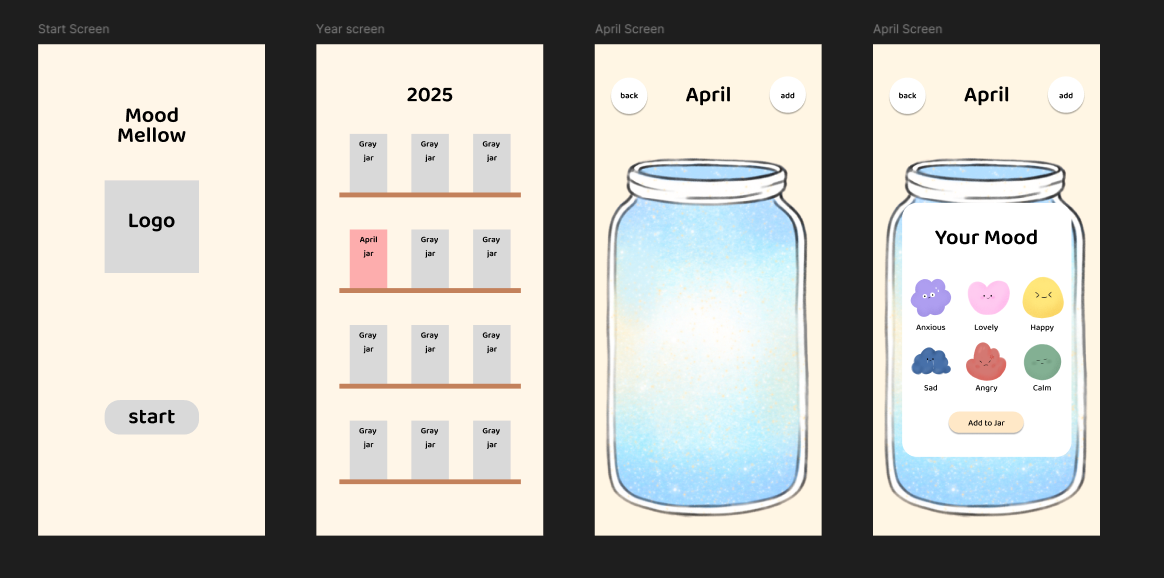 Start Screen
Mood
Mellow
Logo
start
Year screen
2025
Gray
jar
Gray
jar
Gray
jar
April
jar
Gray
jar
Gray
jar
Gray
jar
Gray
jar
Gray
jar
Gray
jar
Gray
jar
Gray
jar
April Screen
back
April
add
April Screen
back
April
add
Your Mood
Anxious
Lovely
Happy
Sad
Angry
Calm
Add to Jar